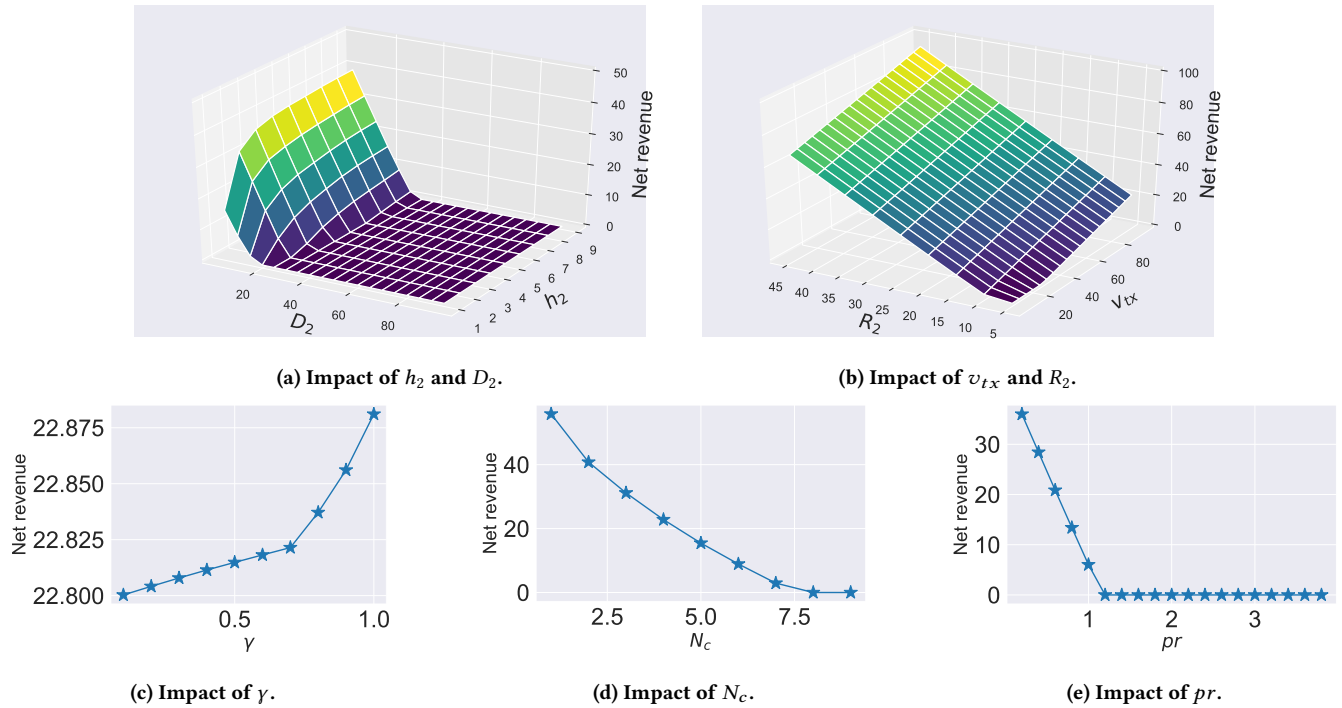 50
40
30
20
10
0
Net revenue
20
40
60
80
D₂
1
2
3
4
5
6
7
8
9
h₂
100
80
60
40
20
0
Net revenue
45
40
35
30
25
20
15
10
5
R₂
20
40
60
80
v_tx
(a) Impact of h₂ and D₂.
(b) Impact of v_tx and R₂.
22.875
22.850
22.825
22.800
Net revenue
0.5 1.0
γ
40
20
0
Net revenue
2.5 5.0 7.5
N_c
30
20
10
0
Net revenue
1 2 3
pr
(c) Impact of γ.
(d) Impact of N_c.
(e) Impact of pr.